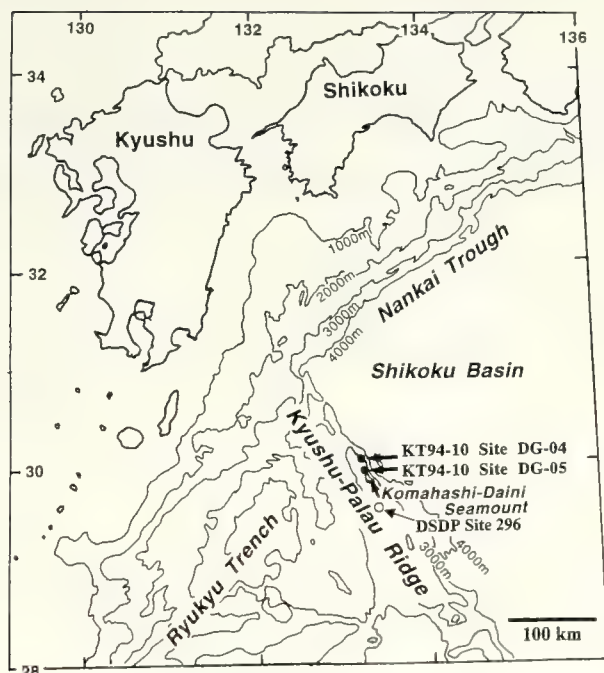 130
132
134
136
34
32
30
28
Shikoku
Kyushu
1000m
2000m
3000m
4000m
Nankai Trough
Shikoku Basin
KT94-10 Site DG-04
KT94-10 Site DG-05
Komahashi-Daini
Seamount
DSDP Site 296
Kyushu-Palau Ridge
Ryukyu Trench
4000m
3000m
100 km